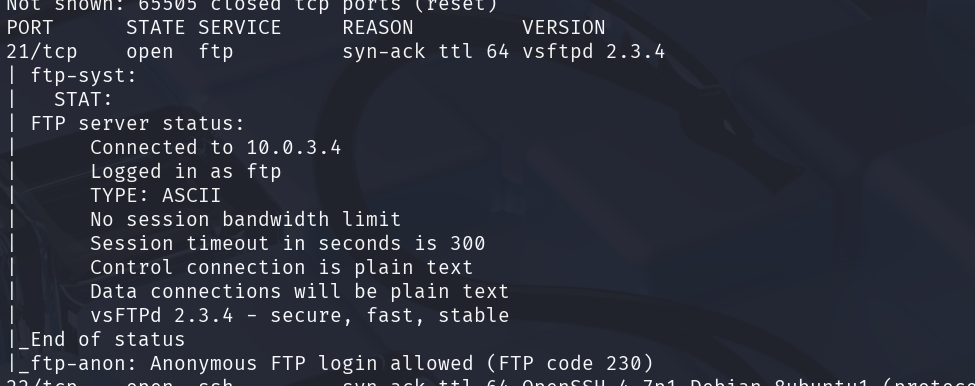 Not shown: 65505 closed tcp ports (reset)
PORT      STATE SERVICE     REASON         VERSION
21/tcp    open  ftp         syn-ack ttl 64 vsftpd 2.3.4
| ftp-syst:
|   STAT:
| FTP server status:
|      Connected to 10.0.3.4
|      Logged in as ftp
|      TYPE: ASCII
|      No session bandwidth limit
|      Session timeout in seconds is 300
|      Control connection is plain text
|      Data connections will be plain text
|      vsFTPd 2.3.4 - secure, fast, stable
|_End of status
|_ftp-anon: Anonymous FTP login allowed (FTP code 230)
22/tcp    open  ssh         syn-ack ttl 64 OpenSSH 4.7p1 Debian 8ubuntu1 (protoco